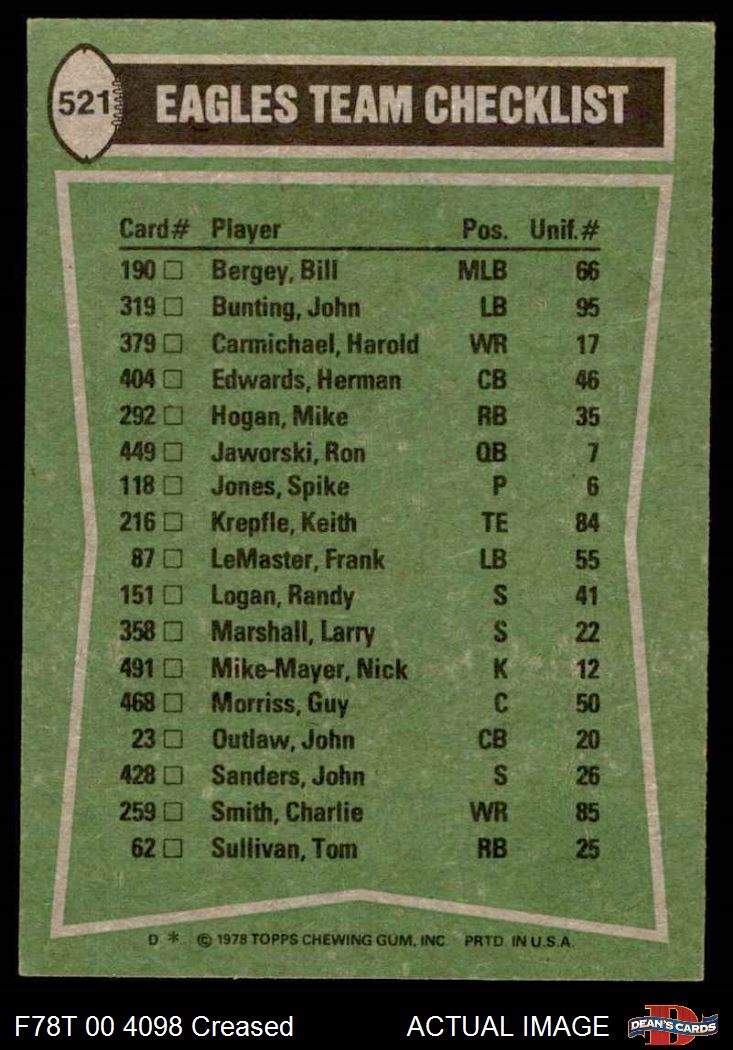 521 EAGLES TEAM CHECKLIST
Card# Player Pos. Unif.#
190 □ Bergey, Bill MLB 66
319 □ Bunting, John LB 95
379 □ Carmichael, Harold WR 17
404 □ Edwards, Herman CB 46
292 □ Hogan, Mike RB 35
449 □ Jaworski, Ron QB 7
118 □ Jones, Spike P 6
216 □ Krepfle, Keith TE 84
87 □ LeMaster, Frank LB 55
151 □ Logan, Randy S 41
358 □ Marshall, Larry S 22
491 □ Mike-Mayer, Nick K 12
468 □ Morriss, Guy C 50
23 □ Outlaw, John CB 20
428 □ Sanders, John S 26
259 □ Smith, Charlie WR 85
62 □ Sullivan, Tom RB 25
D * © 1978 TOPPS CHEWING GUM, INC. PRTD. IN U.S.A.
F78T 00 4098 Creased ACTUAL IMAGE D DEAN'S CARDS